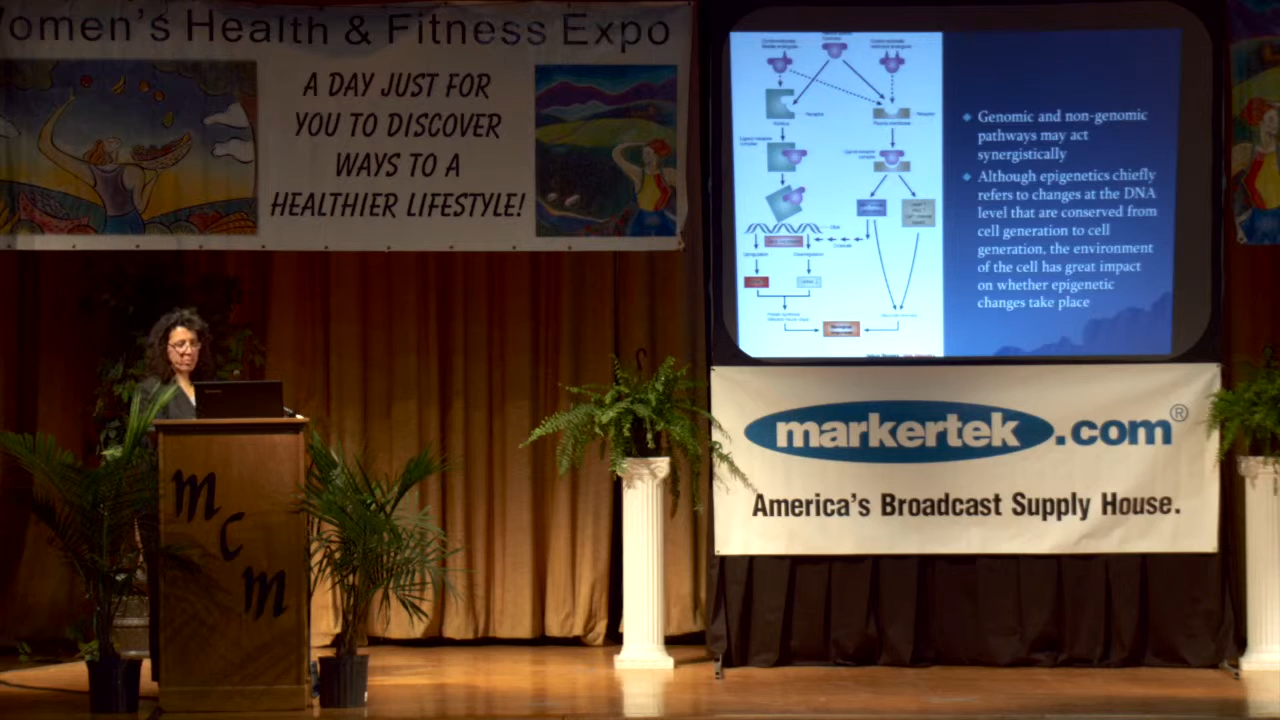 omen's Health & Fitness Expo
A DAY JUST FOR
YOU TO DISCOVER
WAYS TO A
HEALTHIER LIFESTYLE!
Genomic and non-genomic
pathways may act
synergistically
Although epigenetics chiefly
refers to changes at the DNA
level that are conserved from
cell generation to cell
generation, the environment
of the cell has great impact
on whether epigenetic
changes take place
markertek.com®
America's Broadcast Supply House.
m
c
m